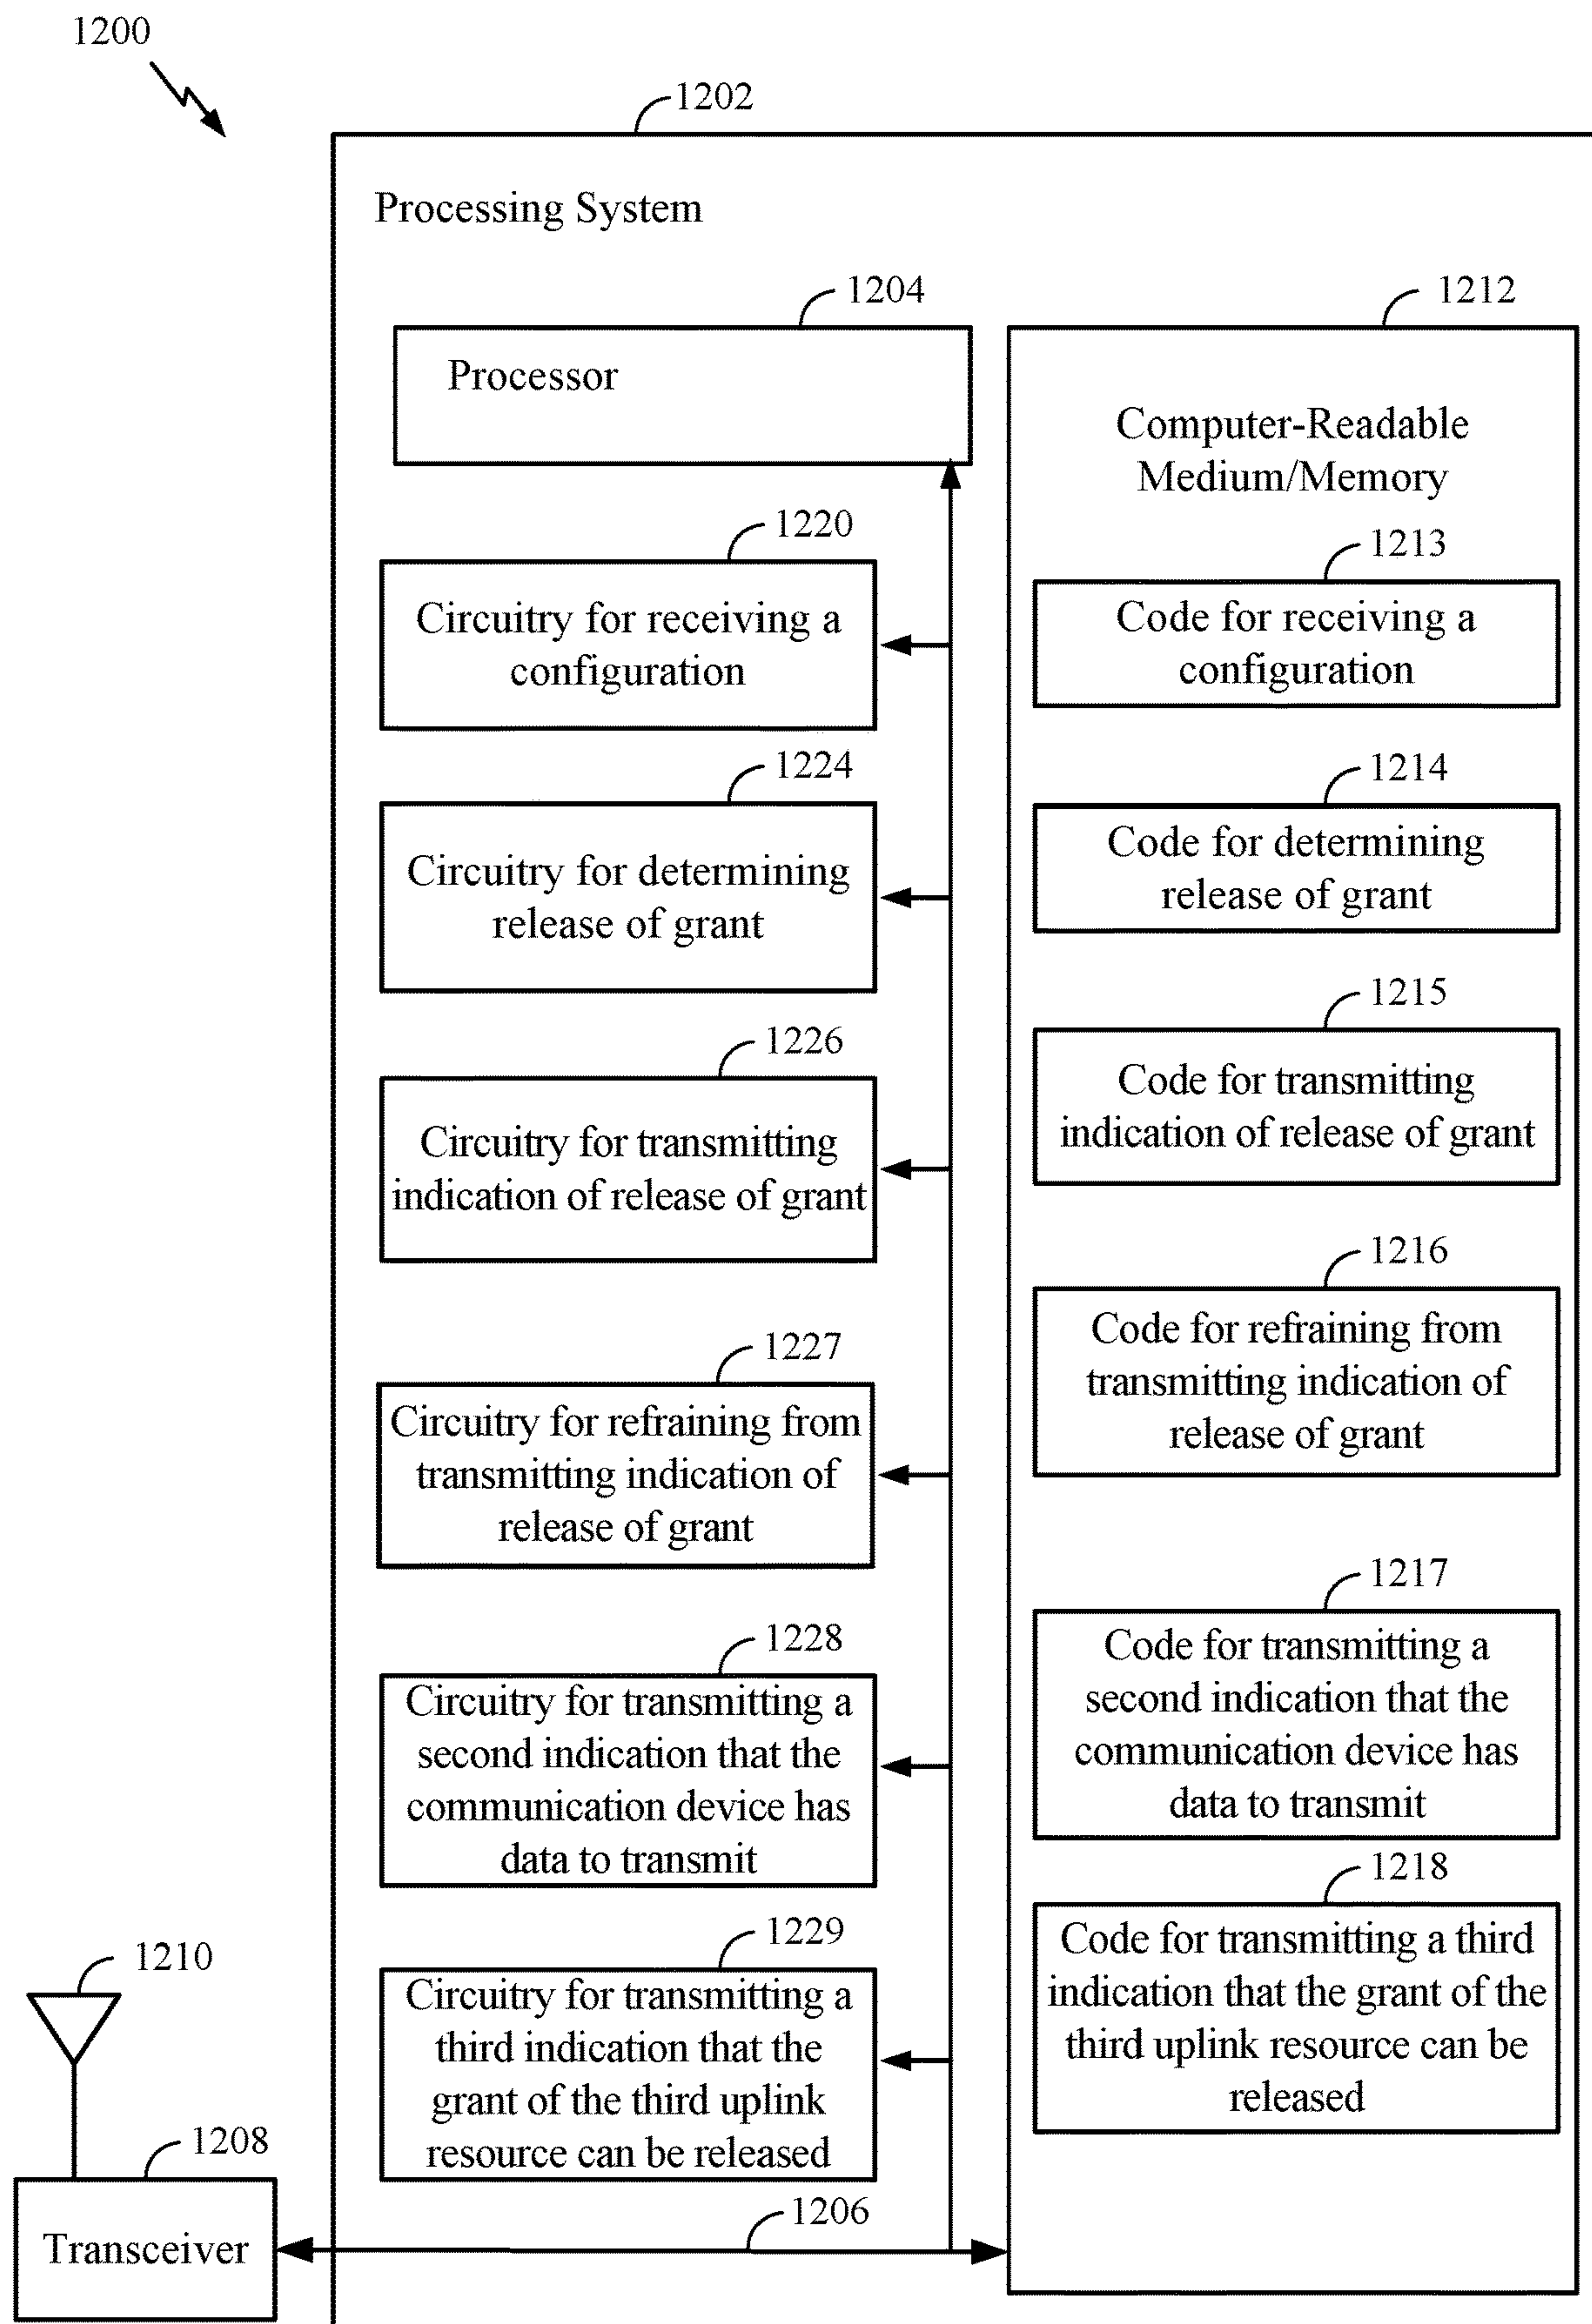 1200
1202
Processing System
1204
Processor
1220
Circuitry for receiving a
configuration
1224
Circuitry for determining
release of grant
1226
Circuitry for transmitting
indication of release of grant
1227
Circuitry for refraining from
transmitting indication of
release of grant
1228
Circuitry for transmitting a
second indication that the
communication device has
data to transmit
1229
Circuitry for transmitting a
third indication that the
grant of the third uplink
resource can be released
1212
Computer-Readable
Medium/Memory
1213
Code for receiving a
configuration
1214
Code for determining
release of grant
1215
Code for transmitting
indication of release of grant
1216
Code for refraining from
transmitting indication of
release of grant
1217
Code for transmitting a
second indication that the
communication device has
data to transmit
1218
Code for transmitting a third
indication that the grant of the
third uplink resource can be
released
1210
1208
Transceiver
1206